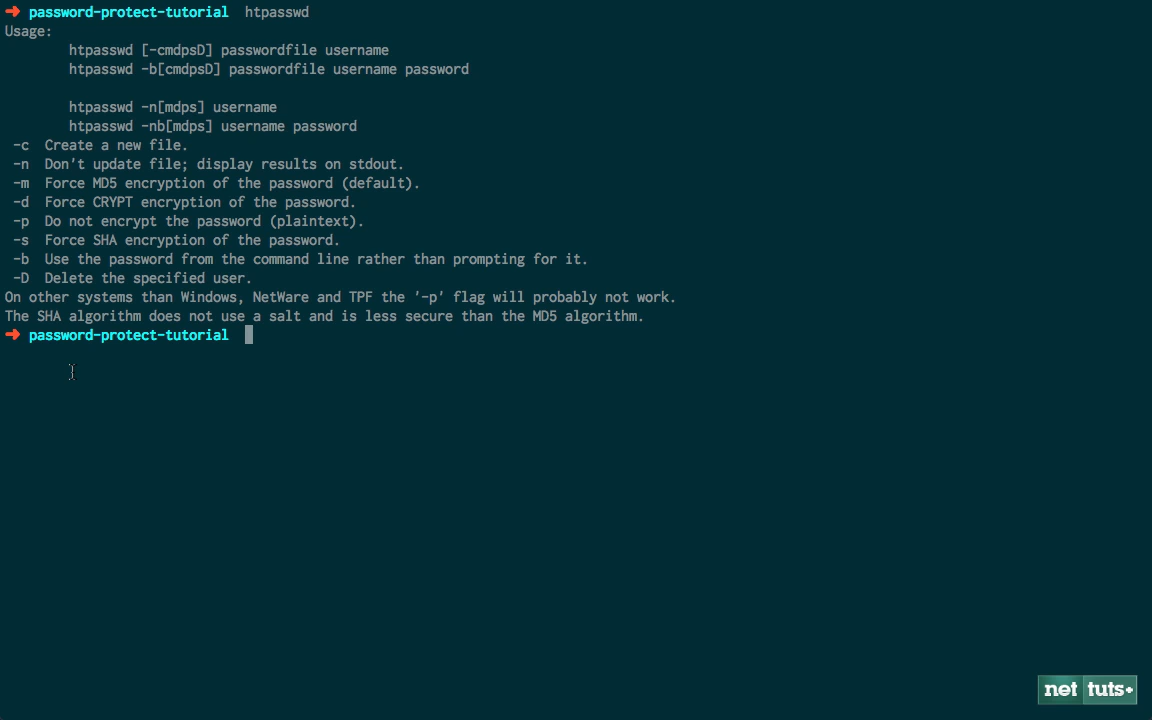 ➜ password-protect-tutorial htpasswd
Usage:
htpasswd [-cmdpsD] passwordfile username
htpasswd -b[cmdpsD] passwordfile username password
htpasswd -n[mdps] username
htpasswd -nb[mdps] username password
-c Create a new file.
-n Don't update file; display results on stdout.
-m Force MD5 encryption of the password (default).
-d Force CRYPT encryption of the password.
-p Do not encrypt the password (plaintext).
-s Force SHA encryption of the password.
-b Use the password from the command line rather than prompting for it.
-D Delete the specified user.
On other systems than Windows, NetWare and TPF the '-p' flag will probably not work.
The SHA algorithm does not use a salt and is less secure than the MD5 algorithm.
➜ password-protect-tutorial
net tuts+